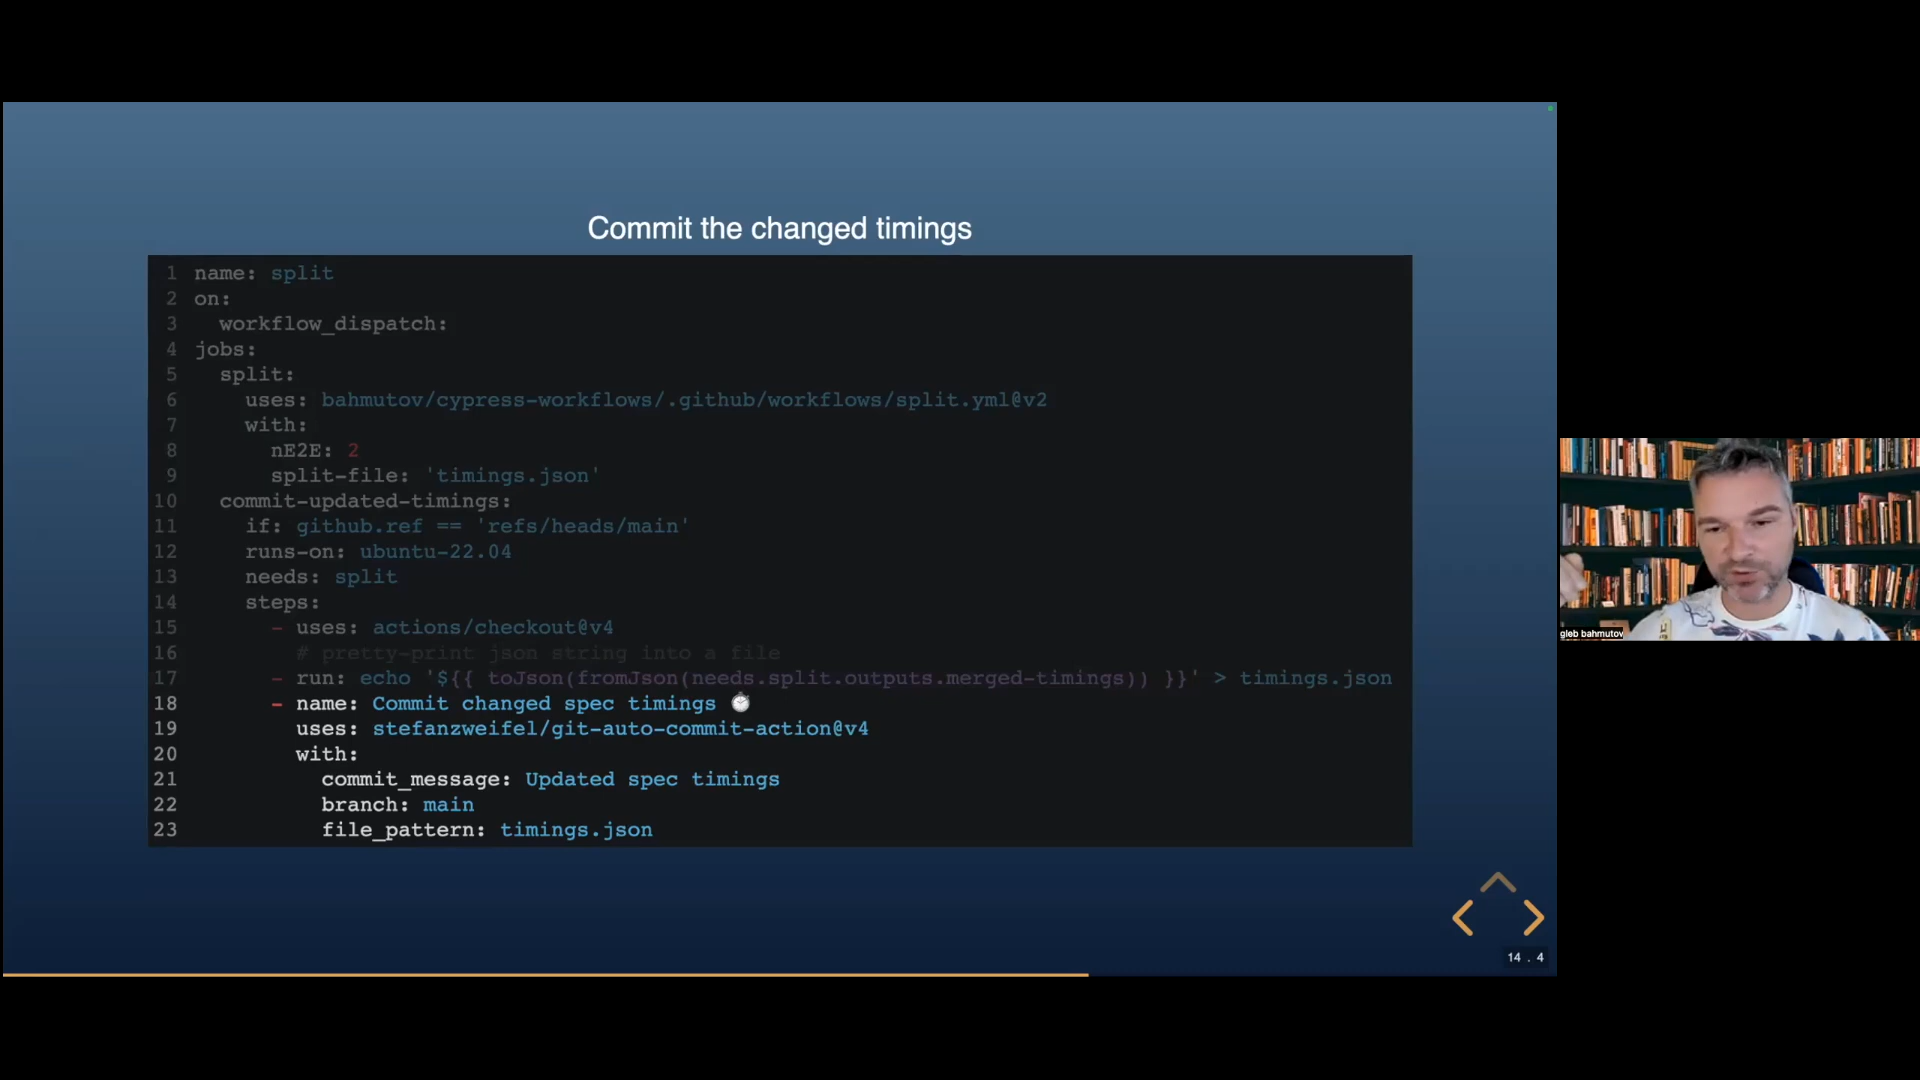 Commit the changed timings
1 name: split
2 on:
3 workflow_dispatch:
4 jobs:
5 split:
6 uses: bahmutov/cypress-workflows/.github/workflows/split.yml@v2
7 with:
8 nE2E: 2
9 split-file: 'timings.json'
10 commit-updated-timings:
11 if: github.ref == 'refs/heads/main'
12 runs-on: ubuntu-22.04
13 needs: split
14 steps:
15 - uses: actions/checkout@v4
16 # pretty-print json string into a file
17 - run: echo '${{ toJson(fromJson(needs.split.outputs.merged-timings)) }}' > timings.json
18 - name: Commit changed spec timings ⏱
19 uses: stefanzweifel/git-auto-commit-action@v4
20 with:
21 commit_message: Updated spec timings
22 branch: main
23 file_pattern: timings.json
14 . 4
gleb bahmutov